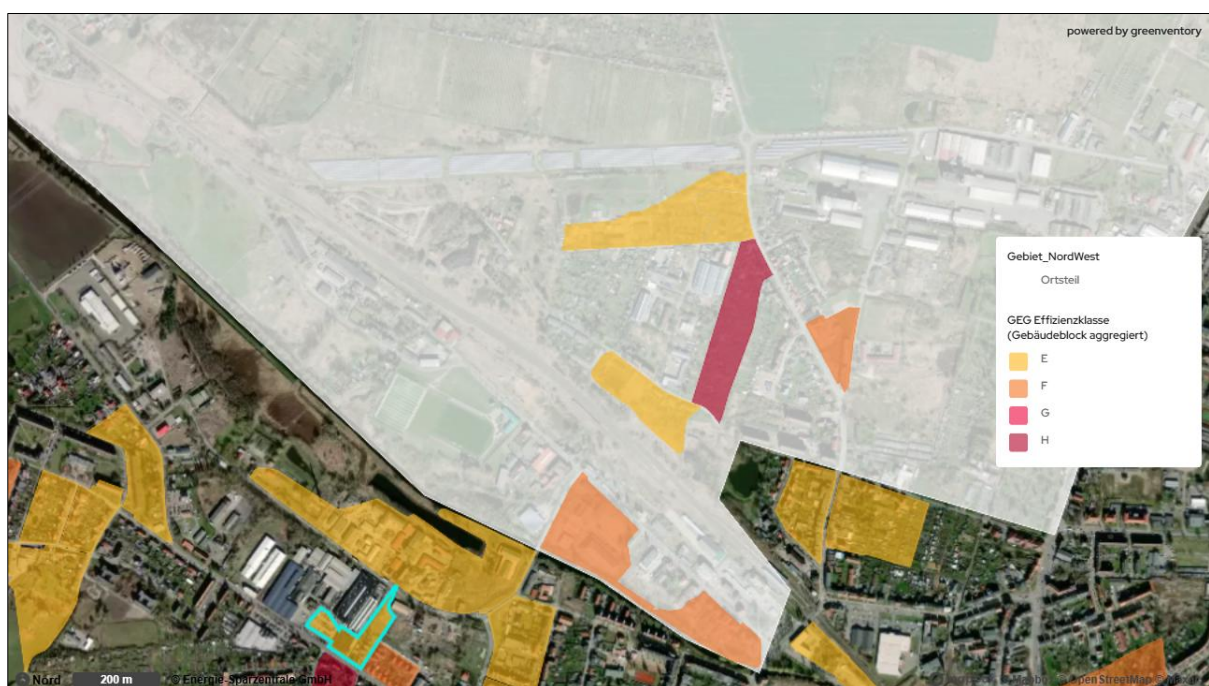 powered by greenventory
Gebiet_NordWest
Ortsteil
GEG Effizienzklasse
(Gebäudeblock aggregiert)
E
F
G
H
Nord 200 m © Energie-Sparzentrale GmbH
© OpenStreetMap